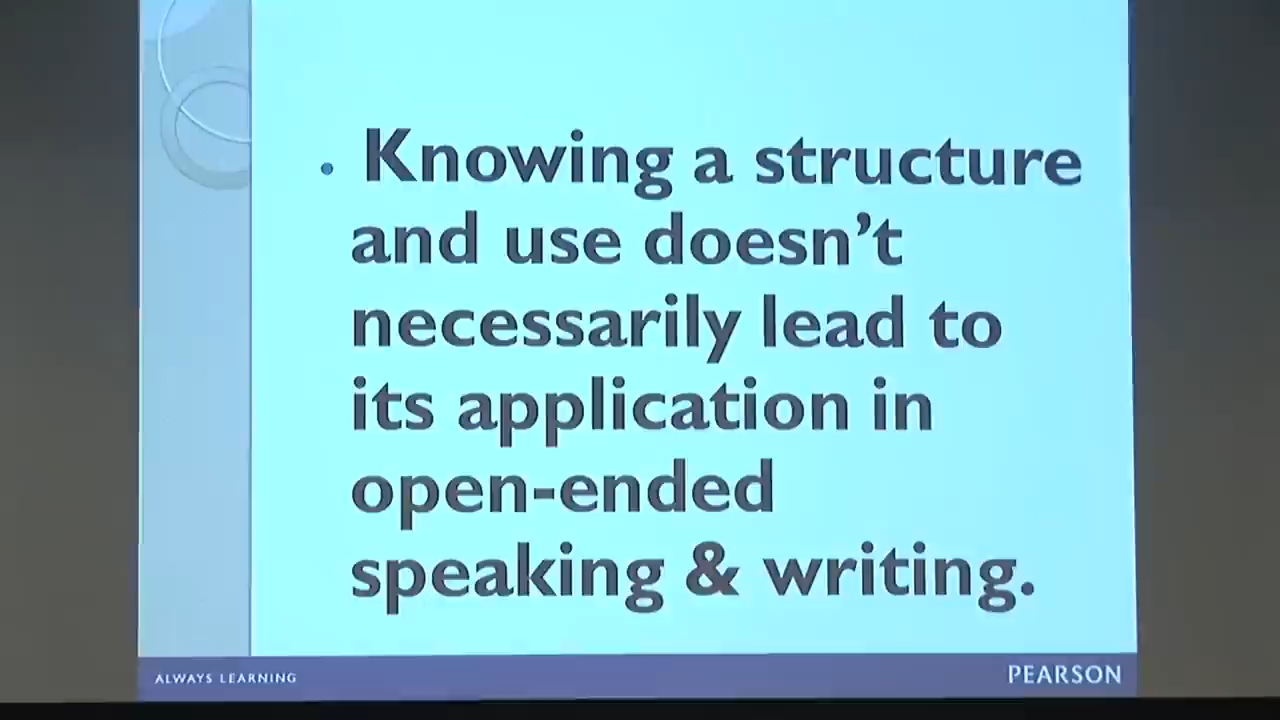 • Knowing a structure
and use doesn't
necessarily lead to
its application in
open-ended
speaking & writing.
ALWAYS LEARNING
PEARSON